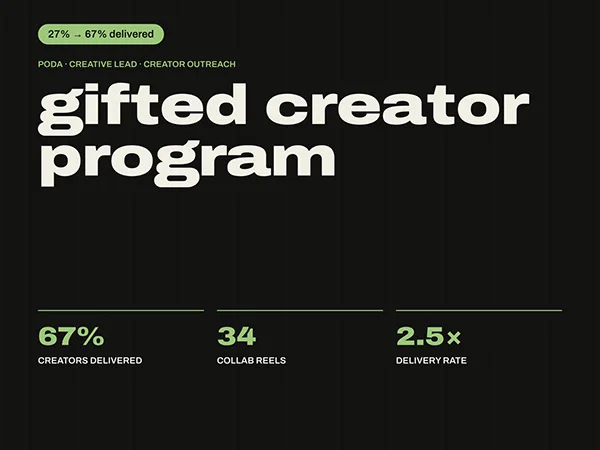 27% → 67% delivered
PODA · CREATIVE LEAD · CREATOR OUTREACH
gifted creator
program
67% 34 2.5×
CREATORS DELIVERED COLLAB REELS DELIVERY RATE